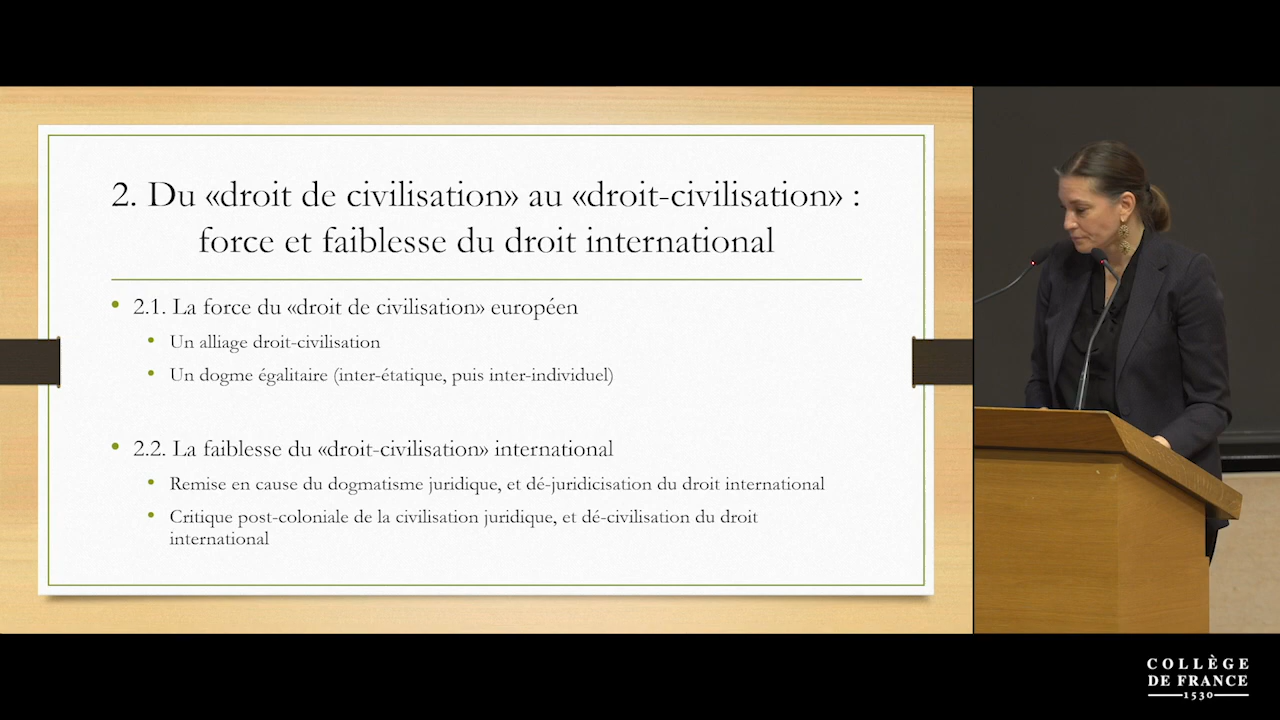 2. Du «droit de civilisation» au «droit-civilisation» :
force et faiblesse du droit international
• 2.1. La force du «droit de civilisation» européen
• Un alliage droit-civilisation
• Un dogme égalitaire (inter-étatique, puis inter-individuel)
• 2.2. La faiblesse du «droit-civilisation» international
• Remise en cause du dogmatisme juridique, et dé-juridicisation du droit international
• Critique post-coloniale de la civilisation juridique, et dé-civilisation du droit
international
COLLÈGE
DE FRANCE
1530